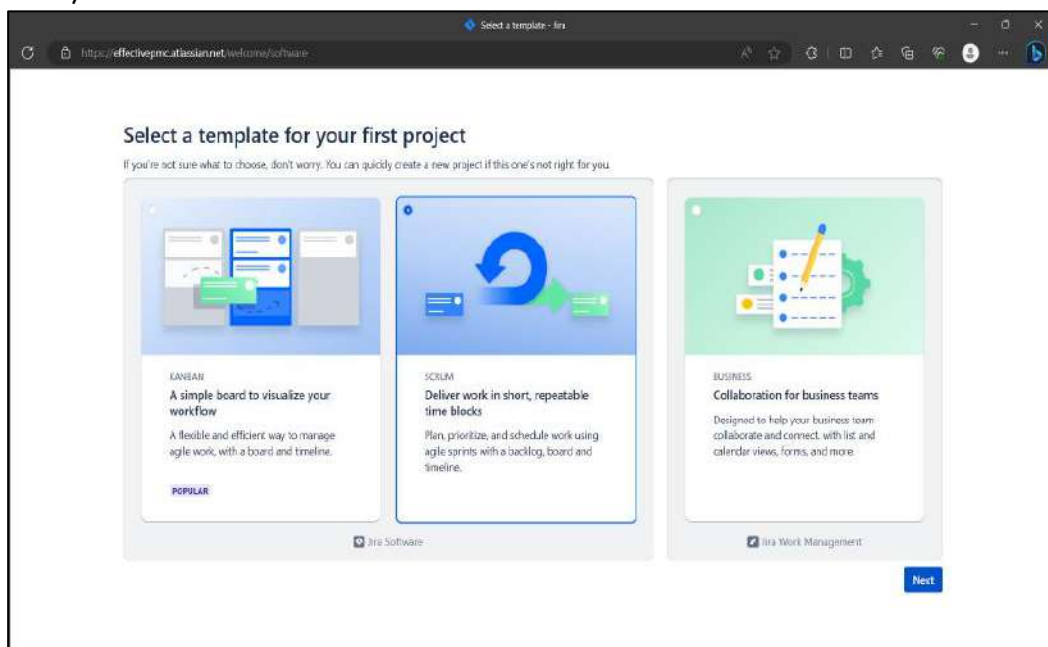 Select a template - Jira
https://effectivepmc.atlassian.net/welcome/software
Select a template for your first project
If you're not sure what to choose, don't worry. You can quickly create a new project if this one's not right for you.
KANBAN
A simple board to visualize your
workflow
A flexible and efficient way to manage
agile work, with a board and timeline.
POPULAR
SCRUM
Deliver work in short, repeatable
time blocks
Plan, prioritize, and schedule work using
agile sprints with a backlog, board and
timeline.
Jira Software
BUSINESS
Collaboration for business teams
Designed to help your business team
collaborate and connect, with list and
calendar views, forms, and more.
Jira Work Management
Next